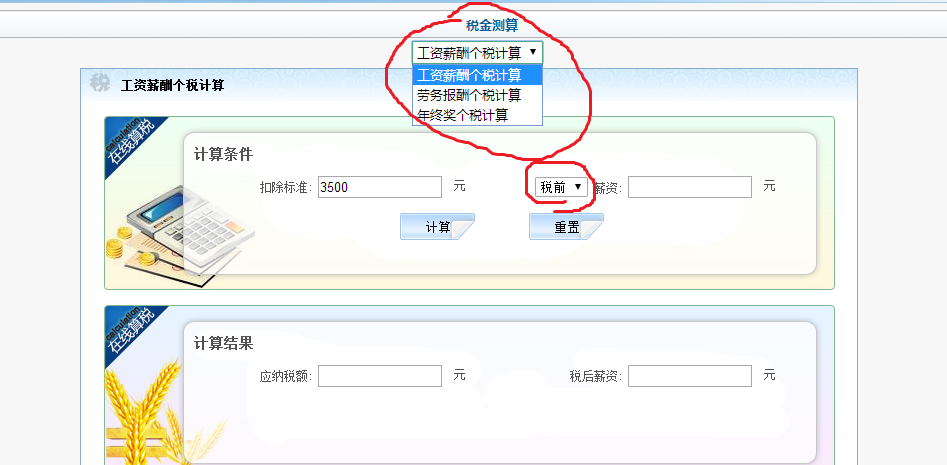 税金测算
工资薪酬个税计算
工资薪酬个税计算
劳务报酬个税计算
年终奖个税计算
税 工资薪酬个税计算
calculation
在线算税
计算条件
扣除标准: 3500 元 税前 薪资: 元
计算 重置
calculation
在线算税
计算结果
应纳税额: 元 税后薪资: 元